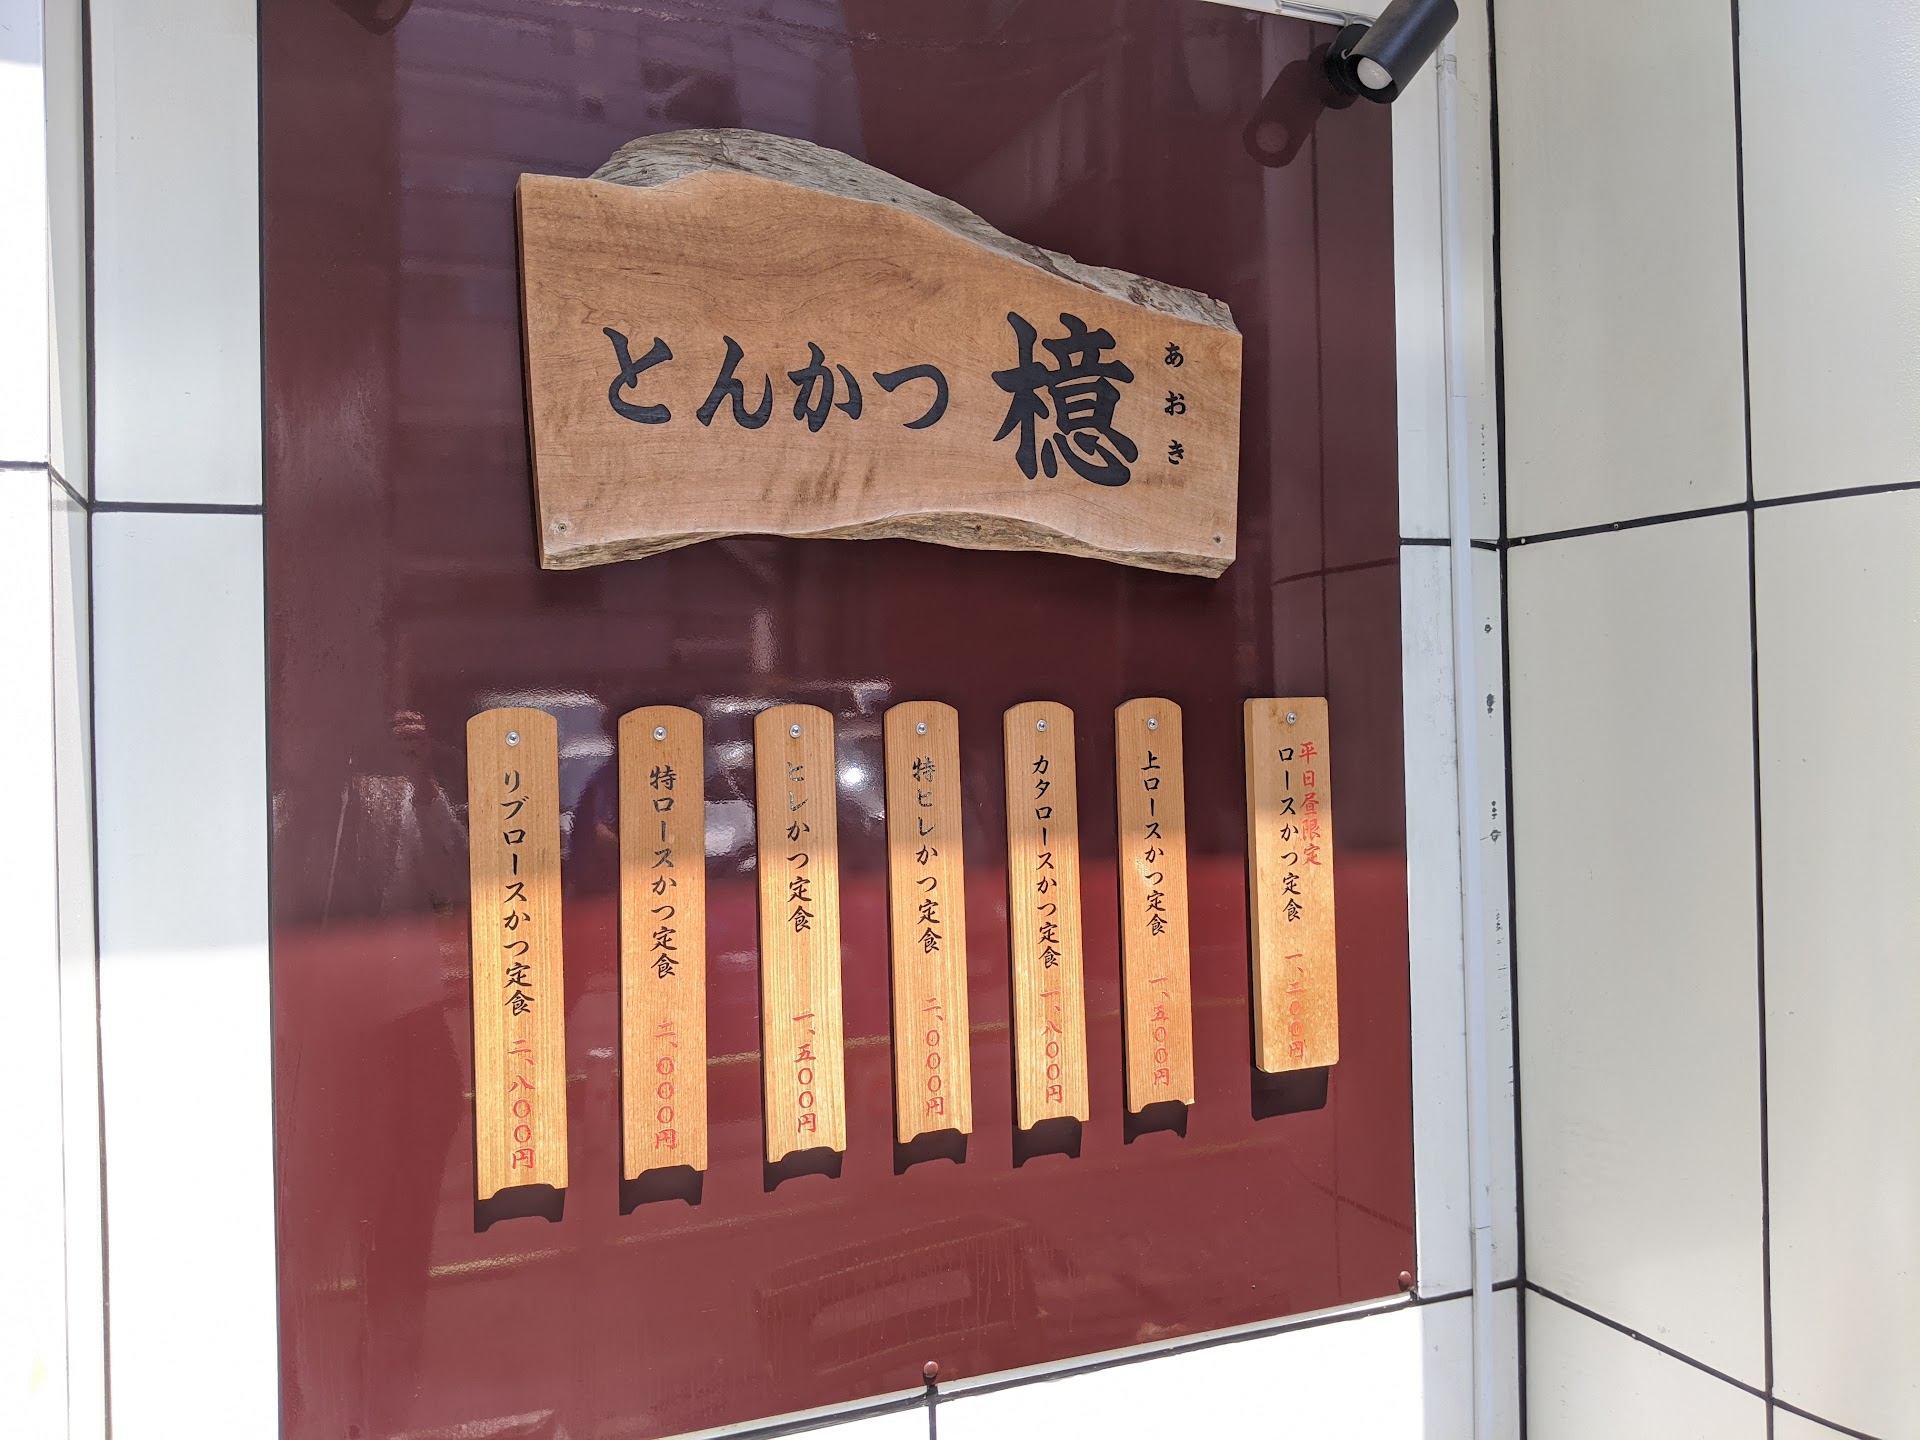 とんかつ 檍
あおき
平日昼限定
ロースかつ定食 一、二〇〇円
上ロースかつ定食 一、五〇〇円
カタロースかつ定食 一、八〇〇円
特ヒレかつ定食 二、〇〇〇円
ヒレかつ定食 一、五〇〇円
特ロースかつ定食 二、〇〇〇円
リブロースかつ定食 二、八〇〇円